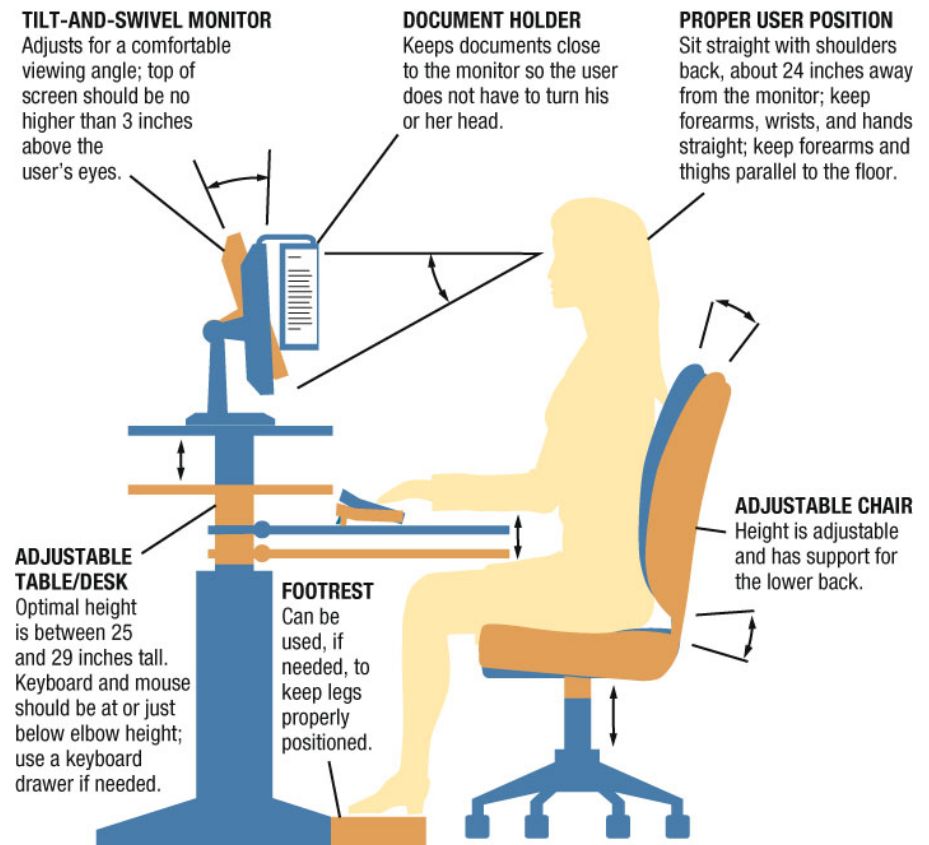 TILT-AND-SWIVEL MONITOR
Adjusts for a comfortable
viewing angle; top of
screen should be no
higher than 3 inches
above the
user's eyes.
DOCUMENT HOLDER
Keeps documents close
to the monitor so the user
does not have to turn his
or her head.
PROPER USER POSITION
Sit straight with shoulders
back, about 24 inches away
from the monitor; keep
forearms, wrists, and hands
straight; keep forearms and
thighs parallel to the floor.
ADJUSTABLE
TABLE/DESK
Optimal height
is between 25
and 29 inches tall.
Keyboard and mouse
should be at or just
below elbow height;
use a keyboard
drawer if needed.
FOOTREST
Can be
used, if
needed, to
keep legs
properly
positioned.
ADJUSTABLE CHAIR
Height is adjustable
and has support for
the lower back.